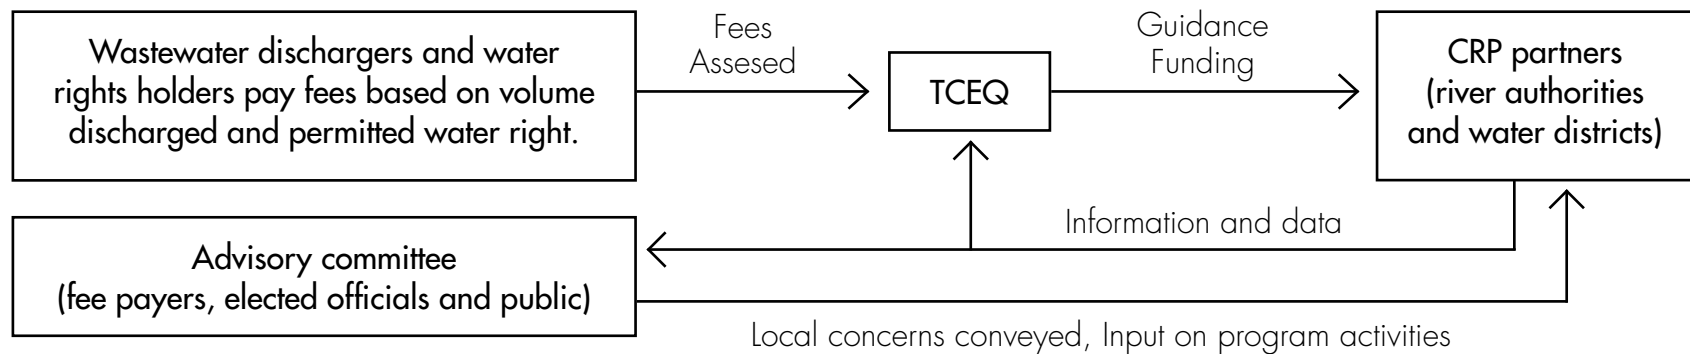 Wastewater dischargers and water
rights holders pay fees based on volume
discharged and permitted water right.
Fees
Assesed
TCEQ
Guidance
Funding
CRP partners
(river authorities
and water districts)
Advisory committee
(fee payers, elected officials and public)
Information and data
Local concerns conveyed, Input on program activities